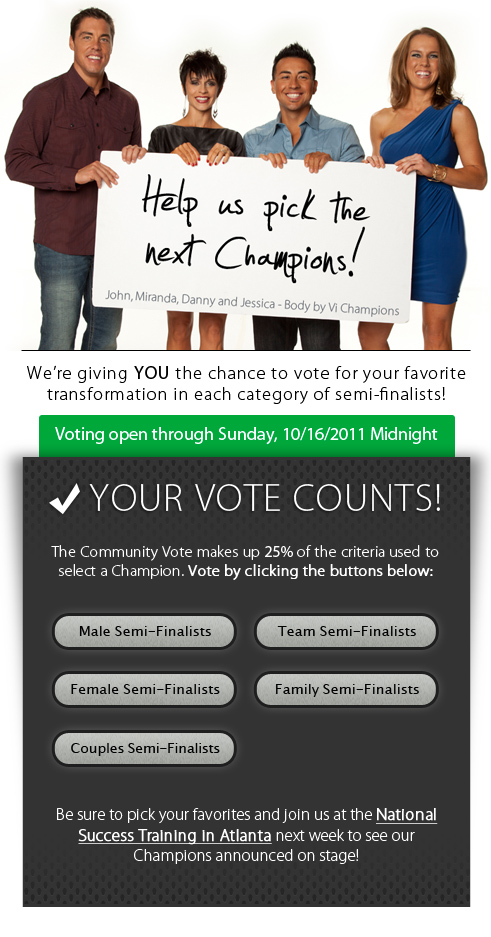 Help us pick the
next Champions!
John, Miranda, Danny and Jessica - Body by Vi Champions
We're giving YOU the chance to vote for your favorite
transformation in each category of semi-finalists!
Voting open through Sunday, 10/16/2011 Midnight
YOUR VOTE COUNTS!
The Community Vote makes up 25% of the criteria used to
select a Champion. Vote by clicking the buttons below:
Male Semi-Finalists
Team Semi-Finalists
Female Semi-Finalists
Family Semi-Finalists
Couples Semi-Finalists
Be sure to pick your favorites and join us at the National
Success Training in Atlanta next week to see our
Champions announced on stage!